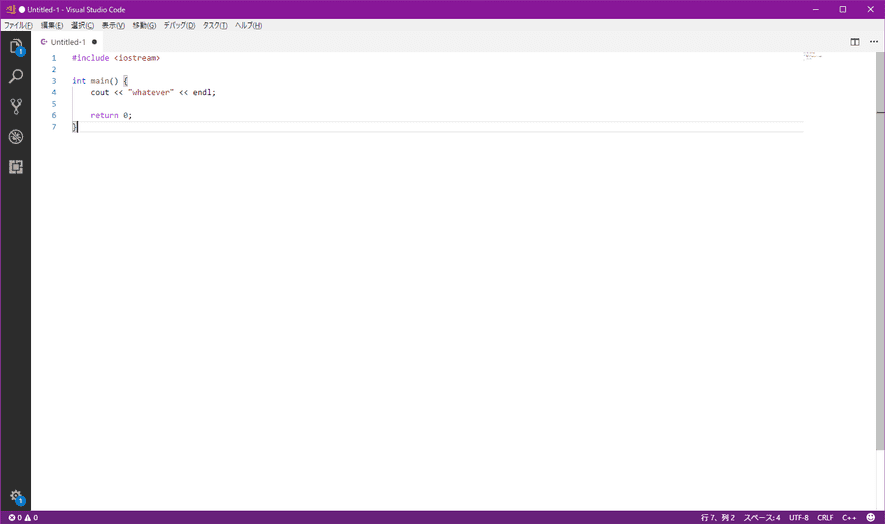 ● Untitled-1 - Visual Studio Code
ファイル(F) 編集(E) 選択(C) 表示(V) 移動(G) デバッグ(D) タスク(T) ヘルプ(H)
Untitled-1 ●
1 #include <iostream>
2
3 int main() {
4 cout << "whatever" << endl;
5
6 return 0;
7 }
1
1
0 0 行 7、列 2 スペース: 4 UTF-8 CRLF C++